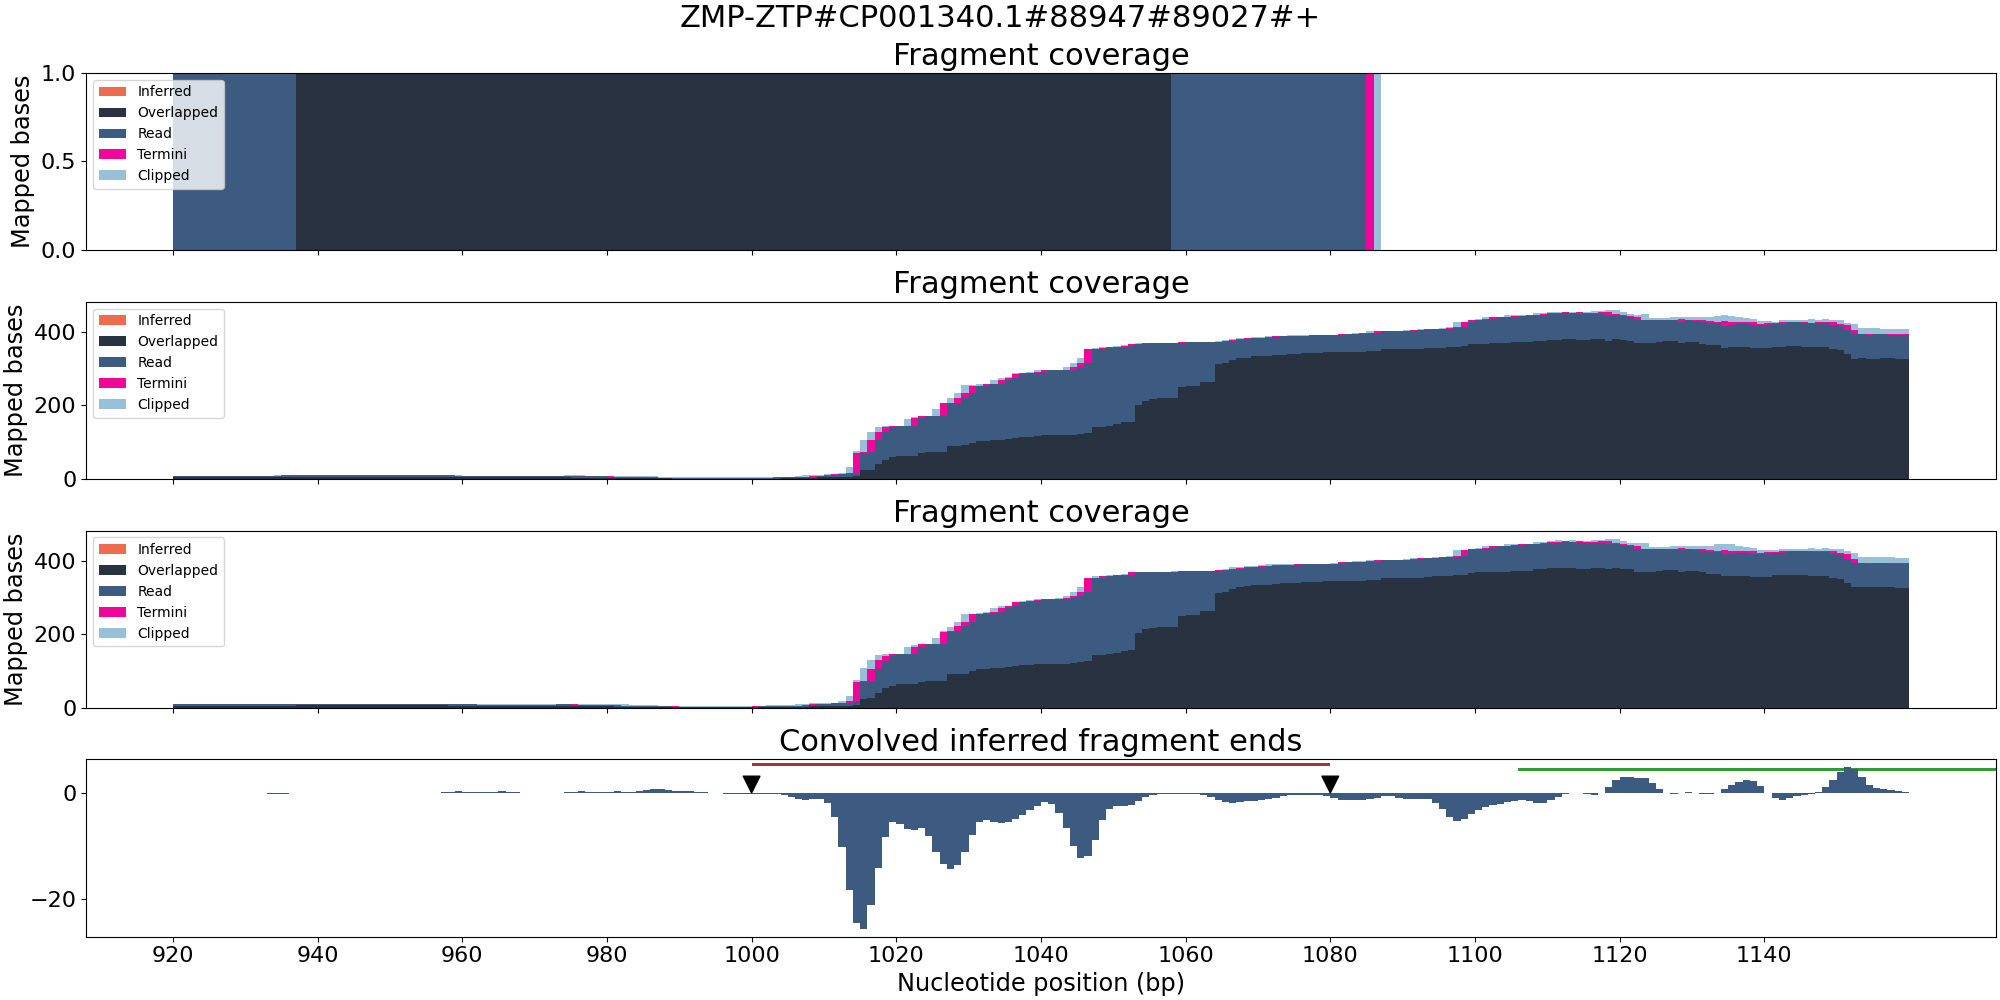 ZMP-ZTP#CP001340.1#88947#89027#+
Fragment coverage
Mapped bases
1.0
0.5
0.0
Inferred
Overlapped
Read
Termini
Clipped
Fragment coverage
Mapped bases
400
200
0
Inferred
Overlapped
Read
Termini
Clipped
Fragment coverage
Mapped bases
400
200
0
Inferred
Overlapped
Read
Termini
Clipped
Convolved inferred fragment ends
0
−20
920 940 960 980 1000 1020 1040 1060 1080 1100 1120 1140
Nucleotide position (bp)